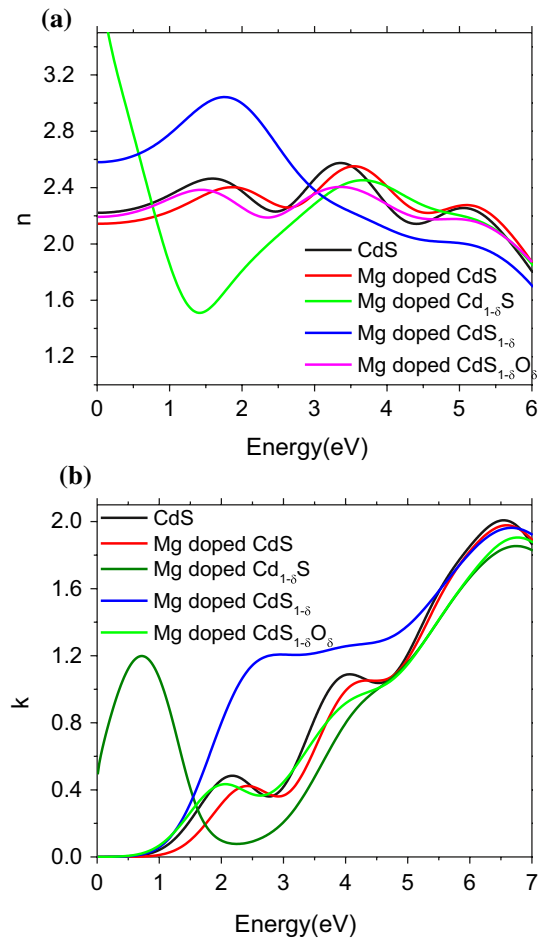 (a)
3.2
2.8
2.4
2.0
1.6
1.2
n
CdS
Mg doped CdS
Mg doped Cd1-δS
Mg doped CdS1-δ
Mg doped CdS1-δOδ
0 1 2 3 4 5 6
Energy(eV)
(b)
2.0
1.6
1.2
0.8
0.4
0.0
k
CdS
Mg doped CdS
Mg doped Cd1-δS
Mg doped CdS1-δ
Mg doped CdS1-δOδ
0 1 2 3 4 5 6 7
Energy(eV)